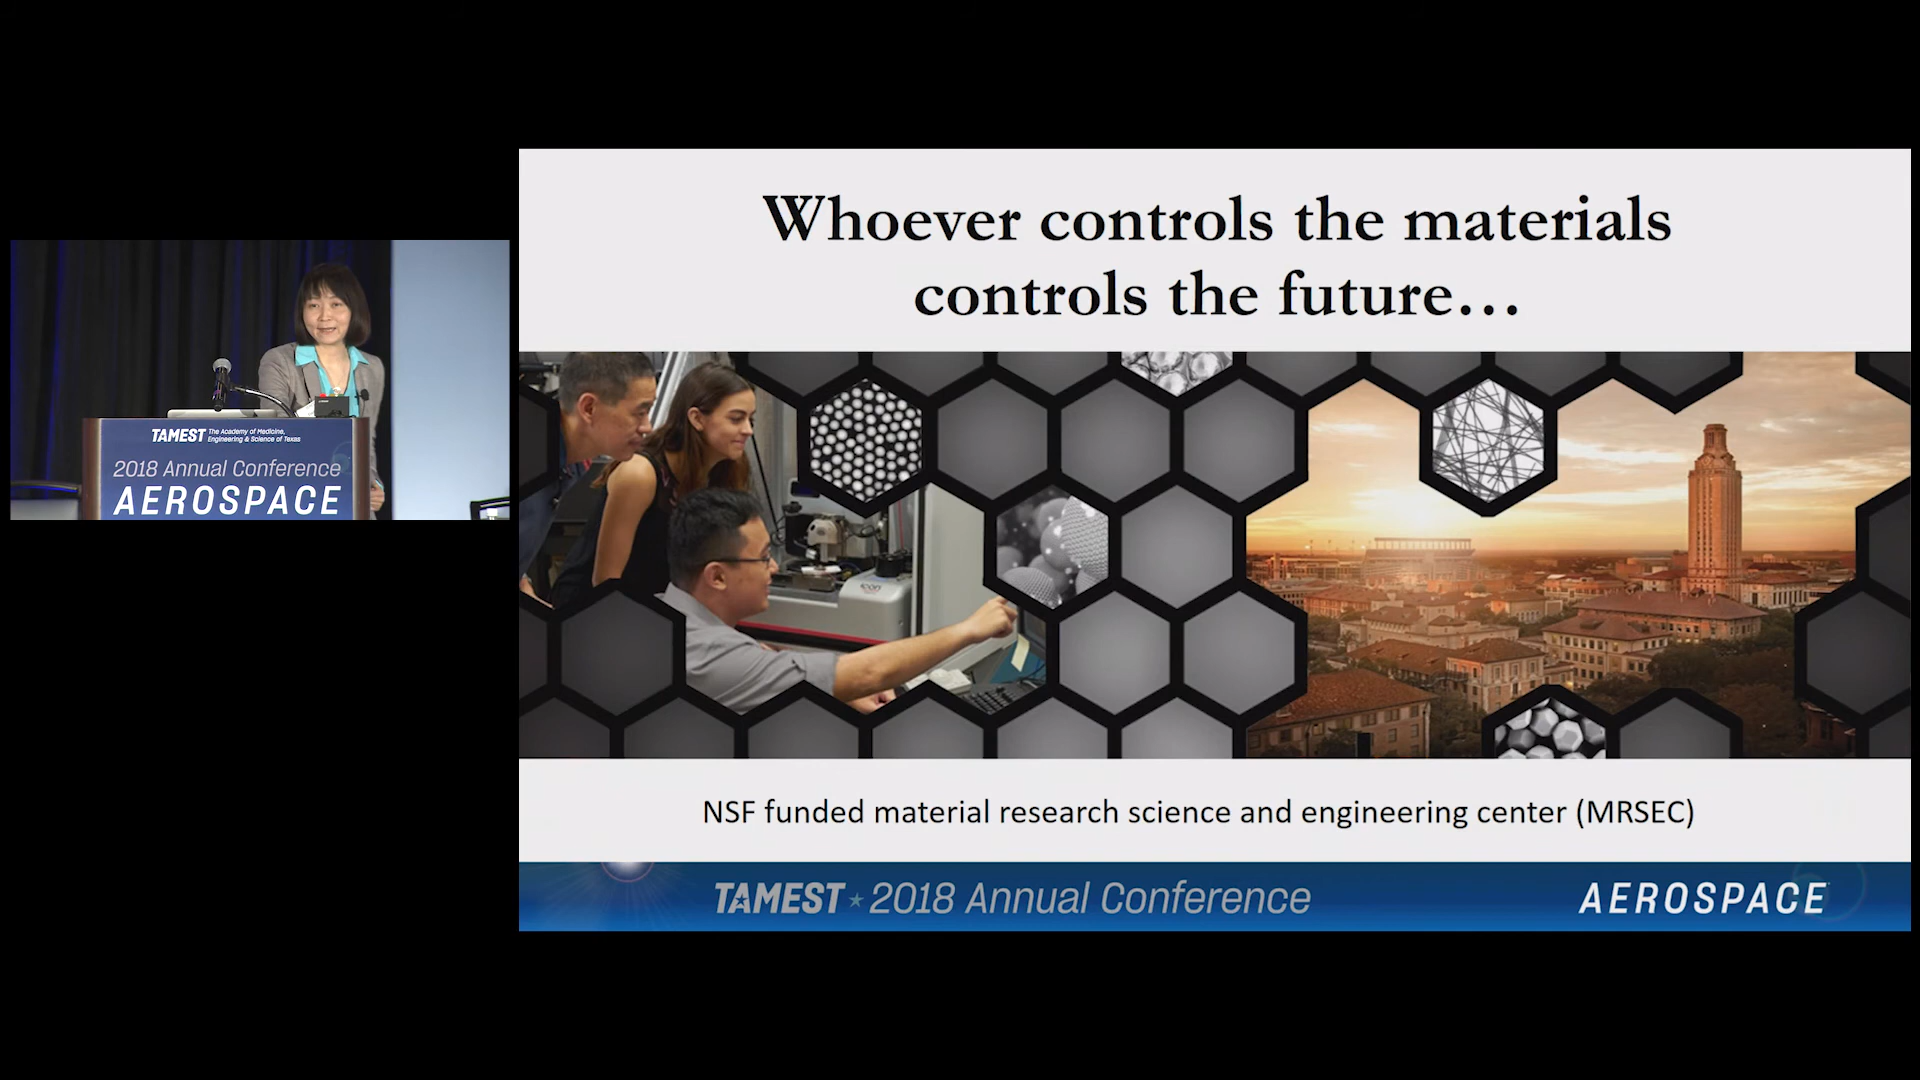 TAMEST The Academy of Medicine,
Engineering & Science of Texas
2018 Annual Conference
AEROSPACE
Whoever controls the materials
controls the future...
icon
NSF funded material research science and engineering center (MRSEC)
TAMEST ★ 2018 Annual Conference AEROSPACE